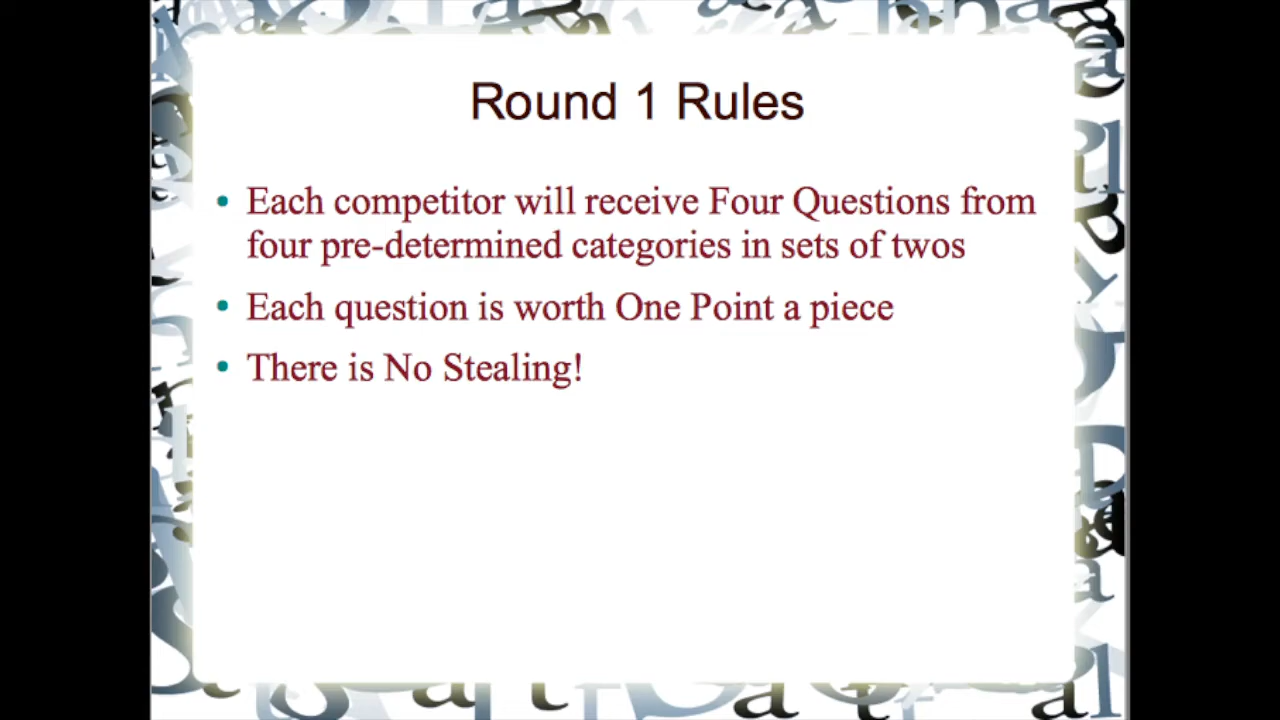 Round 1 Rules
• Each competitor will receive Four Questions from
four pre-determined categories in sets of twos
• Each question is worth One Point a piece
• There is No Stealing!